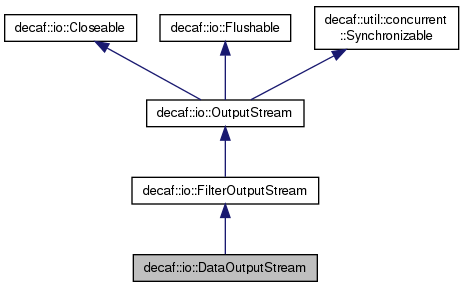 decaf::io::Closeable
decaf::io::Flushable
decaf::util::concurrent
::Synchronizable
decaf::io::OutputStream
decaf::io::FilterOutputStream
decaf::io::DataOutputStream